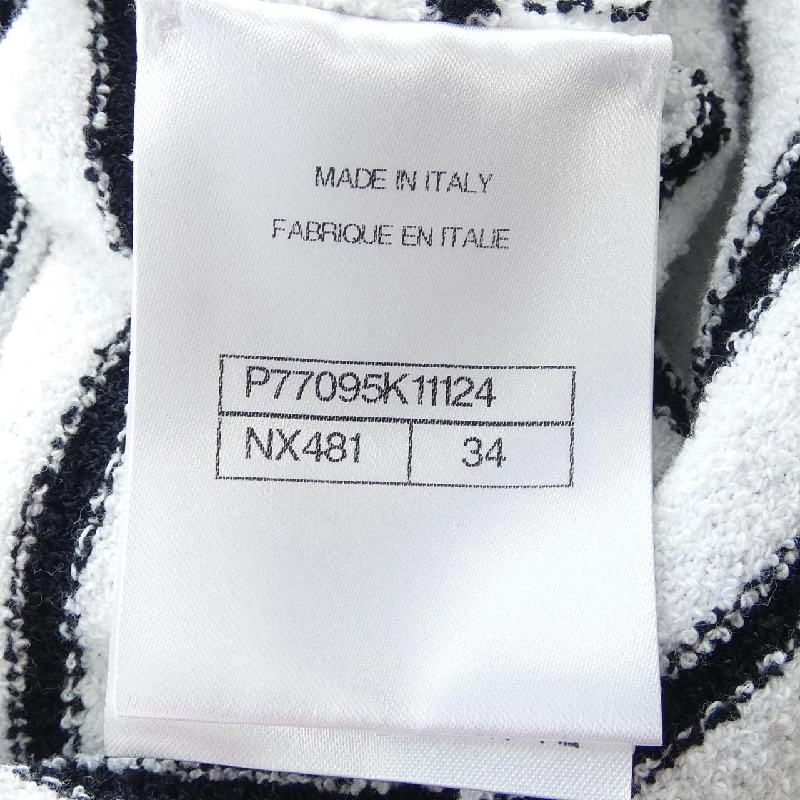 MADE IN ITALY
FABRIQUE EN ITALIE
P77095K11124
NX481 34